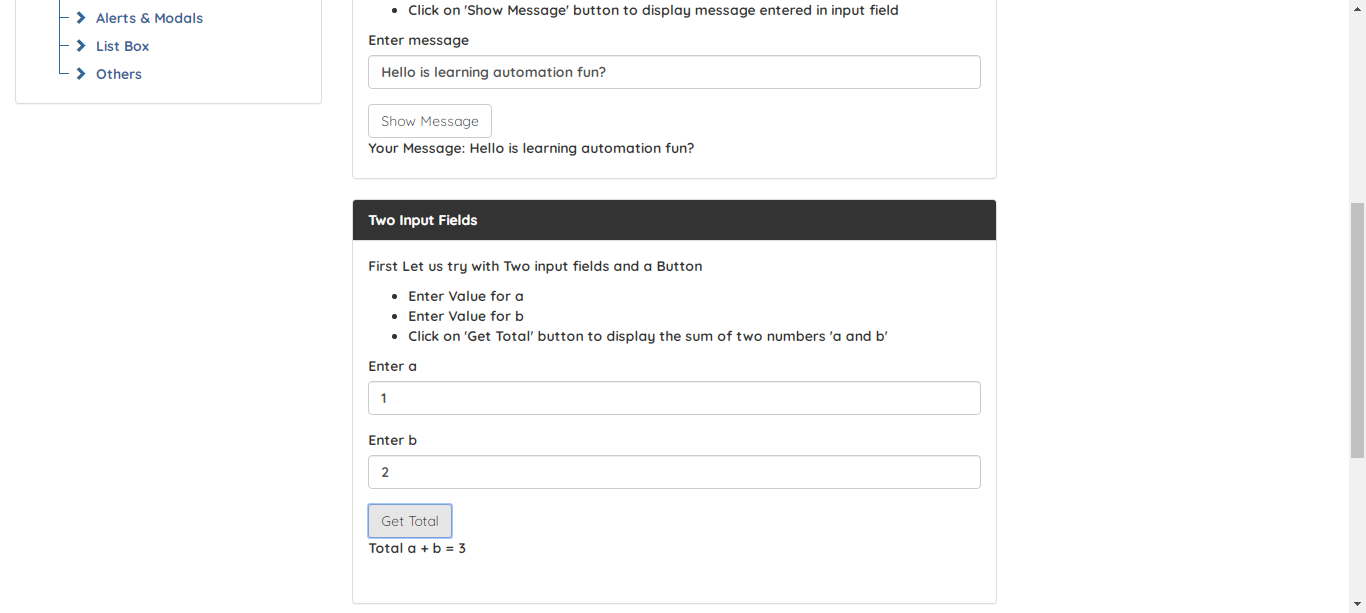 Alerts & Modals
List Box
Others
Click on 'Show Message' button to display message entered in input field
Enter message
Hello is learning automation fun?
Show Message
Your Message: Hello is learning automation fun?
Two Input Fields
First Let us try with Two input fields and a Button
Enter Value for a
Enter Value for b
Click on 'Get Total' button to display the sum of two numbers 'a and b'
Enter a
1
Enter b
2
Get Total
Total a + b = 3